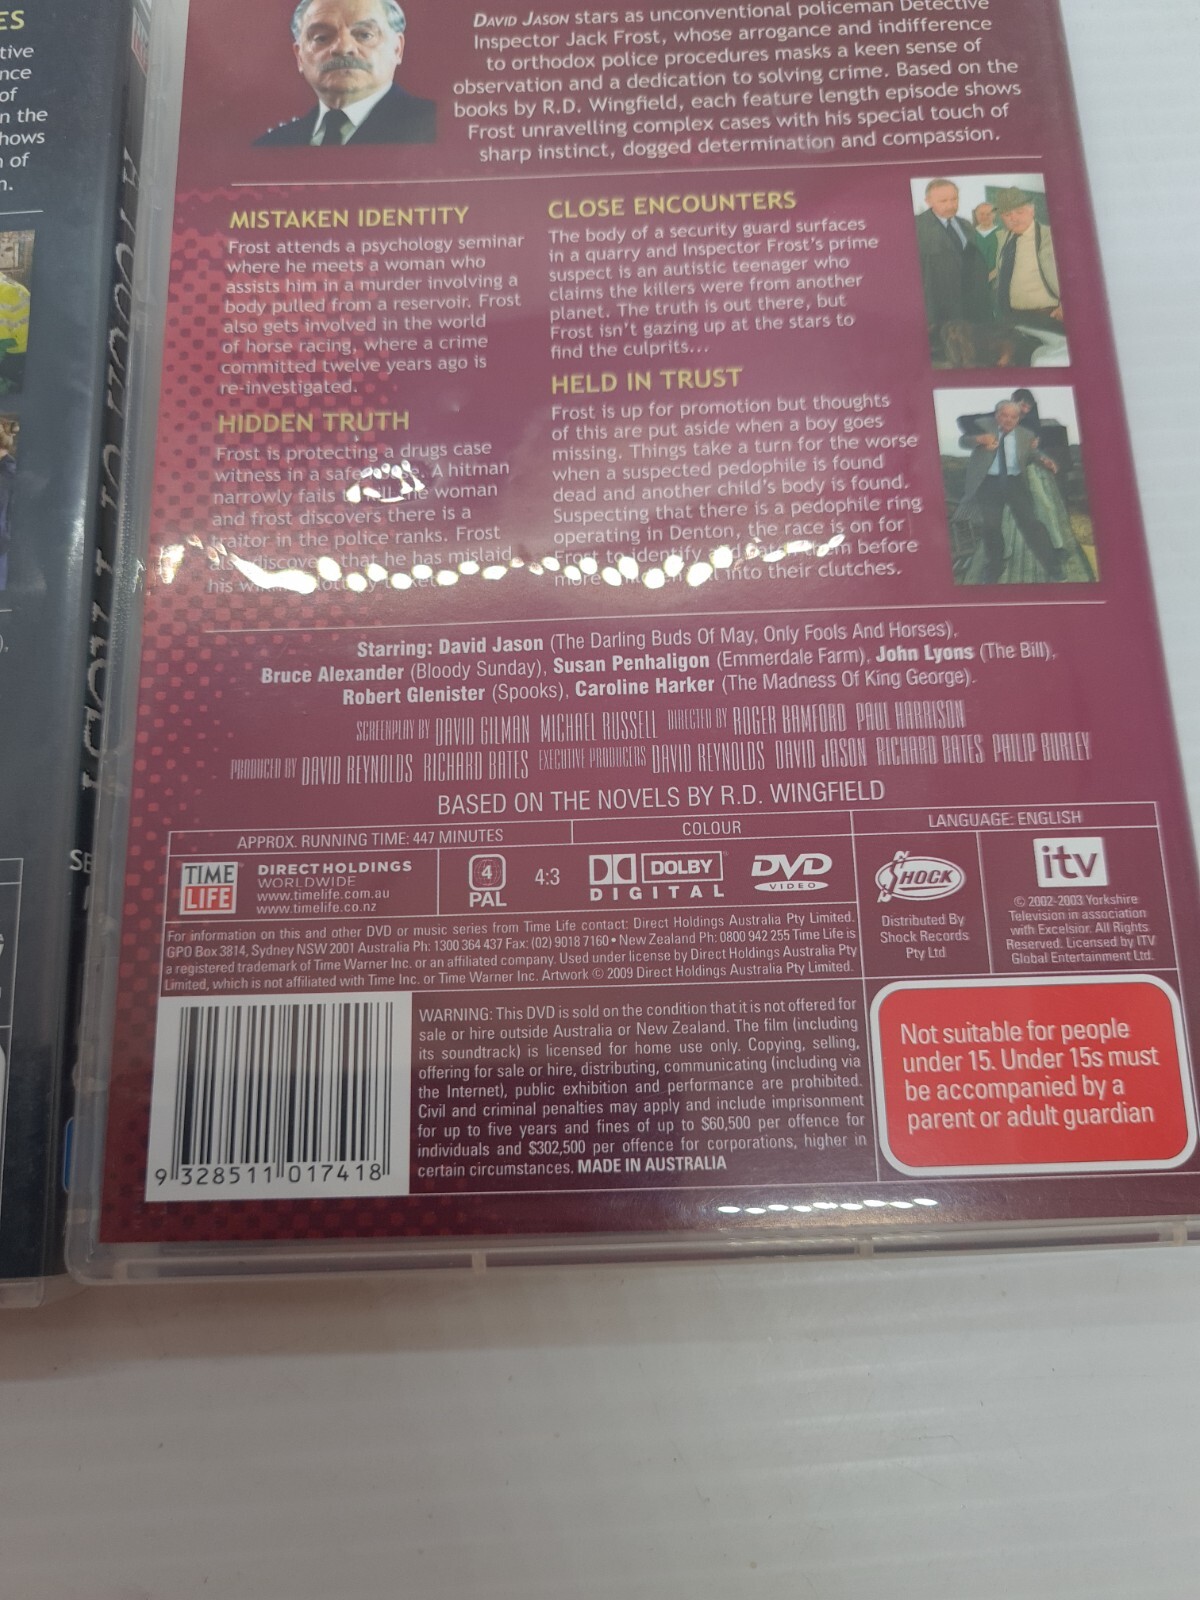 ES
tive
nce
of
n the
hows
n of
n.
DAVID JASON stars as unconventional policeman Detective
Inspector Jack Frost, whose arrogance and indifference
to orthodox police procedures masks a keen sense of
observation and a dedication to solving crime. Based on the
books by R.D. Wingfield, each feature length episode shows
Frost unravelling complex cases with his special touch of
sharp instinct, dogged determination and compassion.
MISTAKEN IDENTITY
Frost attends a psychology seminar
where he meets a woman who
assists him in a murder involving a
body pulled from a reservoir. Frost
also gets involved in the world
of horse racing, where a crime
committed twelve years ago is
re-investigated.
HIDDEN TRUTH
Frost is protecting a drugs case
witness in a safe A hitman
narrowly fails woman
and frost discovers there is a
traitor in the police ranks. Frost
also discovers that he has mislaid
his
CLOSE ENCOUNTERS
The body of a security guard surfaces
in a quarry and Inspector Frost's prime
suspect is an autistic teenager who
claims the killers were from another
planet. The truth is out there, but
Frost isn't gazing up at the stars to
find the culprits...
HELD IN TRUST
Frost is up for promotion but thoughts
of this are put aside when a boy goes
missing. Things take a turn for the worse
when a suspected pedophile is found
dead and another child's body is found.
Suspecting that there is a pedophile ring
operating in Denton, the race is on for
Frost to identify before
more into their clutches.
Starring: David Jason (The Darling Buds Of May, Only Fools And Horses),
Bruce Alexander (Bloody Sunday), Susan Penhaligon (Emmerdale Farm), John Lyons (The Bill),
Robert Glenister (Spooks), Caroline Harker (The Madness Of King George).
SCREENPLAY BY DAVID GILMAN MICHAEL RUSSELL DIRECTED BY ROGER BAMFORD PAUL HARRISON
PRODUCED BY DAVID REYNOLDS RICHARD BATES EXECUTIVE PRODUCERS DAVID REYNOLDS DAVID JASON RICHARD BATES PHILIP BURLEY
BASED ON THE NOVELS BY R.D. WINGFIELD
APPROX. RUNNING TIME: 447 MINUTES
COLOUR
LANGUAGE: ENGLISH
TIME
LIFE
DIRECT HOLDINGS
WORLDWIDE
www.timelife.com.au
www.timelife.co.nz
4
PAL
4:3
DOLBY
DIGITAL
DVD
VIDEO
SHOCK
Distributed By
Shock Records
Pty Ltd
itv
© 2002-2003 Yorkshire
Television in association
with Excelsior. All Rights
Reserved. Licensed by ITV
Global Entertainment Ltd.
For information on this and other DVD or music series from Time Life contact: Direct Holdings Australia Pty Limited.
GPO Box 3814, Sydney NSW 2001 Australia Ph: 1300 364 437 Fax: (02) 9018 7160 • New Zealand Ph: 0800 942 255 Time Life is
a registered trademark of Time Warner Inc. or an affiliated company. Used under license by Direct Holdings Australia Pty
Limited, which is not affiliated with Time Inc. or Time Warner Inc. Artwork © 2009 Direct Holdings Australia Pty Limited.
9 328511 017418
WARNING: This DVD is sold on the condition that it is not offered for
sale or hire outside Australia or New Zealand. The film (including
its soundtrack) is licensed for home use only. Copying, selling,
offering for sale or hire, distributing, communicating (including via
the Internet), public exhibition and performance are prohibited.
Civil and criminal penalties may apply and include imprisonment
for up to five years and fines of up to $60,500 per offence for
individuals and $302,500 per offence for corporations, higher in
certain circumstances. MADE IN AUSTRALIA
Not suitable for people
under 15. Under 15s must
be accompanied by a
parent or adult guardian